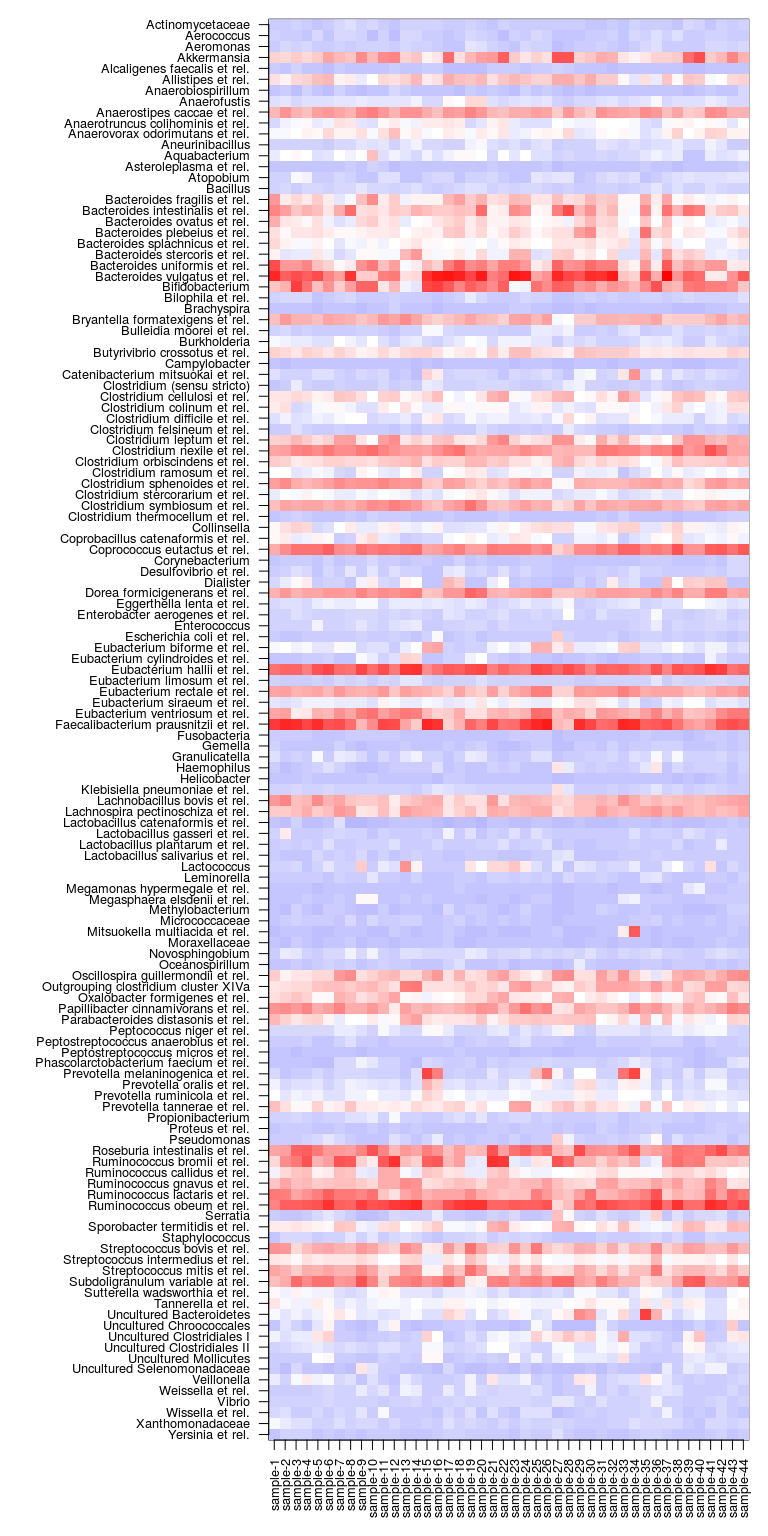 Actinomycetaceae
Aerococcus
Aeromonas
Akkermansia
Alcaligenes faecalis et rel.
Allistipes et rel.
Anaerobiospirillum
Anaerofustis
Anaerostipes caccae et rel.
Anaerotruncus colihominis et rel.
Anaerovorax odorimutans et rel.
Aneurinibacillus
Aquabacterium
Asteroleplasma et rel.
Atopobium
Bacillus
Bacteroides fragilis et rel.
Bacteroides intestinalis et rel.
Bacteroides ovatus et rel.
Bacteroides plebeius et rel.
Bacteroides splachnicus et rel.
Bacteroides stercoris et rel.
Bacteroides uniformis et rel.
Bacteroides vulgatus et rel.
Bifidobacterium
Bilophila et rel.
Brachyspira
Bryantella formatexigens et rel.
Bulleidia moorei et rel.
Burkholderia
Butyrivibrio crossotus et rel.
Campylobacter
Catenibacterium mitsuokai et rel.
Clostridium (sensu stricto)
Clostridium cellulosi et rel.
Clostridium colinum et rel.
Clostridium difficile et rel.
Clostridium felsineum et rel.
Clostridium leptum et rel.
Clostridium nexile et rel.
Clostridium orbiscindens et rel.
Clostridium ramosum et rel.
Clostridium sphenoides et rel.
Clostridium stercorarium et rel.
Clostridium symbiosum et rel.
Clostridium thermocellum et rel.
Collinsella
Coprobacillus catenaformis et rel.
Coprococcus eutactus et rel.
Corynebacterium
Desulfovibrio et rel.
Dialister
Dorea formicigenerans et rel.
Eggerthella lenta et rel.
Enterobacter aerogenes et rel.
Enterococcus
Escherichia coli et rel.
Eubacterium biforme et rel.
Eubacterium cylindroides et rel.
Eubacterium hallii et rel.
Eubacterium limosum et rel.
Eubacterium rectale et rel.
Eubacterium siraeum et rel.
Eubacterium ventriosum et rel.
Faecalibacterium prausnitzii et rel.
Fusobacteria
Gemella
Granulicatella
Haemophilus
Helicobacter
Klebisiella pneumoniae et rel.
Lachnobacillus bovis et rel.
Lachnospira pectinoschiza et rel.
Lactobacillus catenaformis et rel.
Lactobacillus gasseri et rel.
Lactobacillus plantarum et rel.
Lactobacillus salivarius et rel.
Lactococcus
Leminorella
Megamonas hypermegale et rel.
Megasphaera elsdenii et rel.
Methylobacterium
Micrococcaceae
Mitsuokella multiacida et rel.
Moraxellaceae
Novosphingobium
Oceanospirillum
Oscillospira guillermondii et rel.
Outgrouping clostridium cluster XIVa
Oxalobacter formigenes et rel.
Papillibacter cinnamivorans et rel.
Parabacteroides distasonis et rel.
Peptococcus niger et rel.
Peptostreptococcus anaerobius et rel.
Peptostreptococcus micros et rel.
Phascolarctobacterium faecium et rel.
Prevotella melaninogenica et rel.
Prevotella oralis et rel.
Prevotella ruminicola et rel.
Prevotella tannerae et rel.
Propionibacterium
Proteus et rel.
Pseudomonas
Roseburia intestinalis et rel.
Ruminococcus bromii et rel.
Ruminococcus callidus et rel.
Ruminococcus gnavus et rel.
Ruminococcus lactaris et rel.
Ruminococcus obeum et rel.
Serratia
Sporobacter termitidis et rel.
Staphylococcus
Streptococcus bovis et rel.
Streptococcus intermedius et rel.
Streptococcus mitis et rel.
Subdoligranulum variable at rel.
Sutterella wadsworthia et rel.
Tannerella et rel.
Uncultured Bacteroidetes
Uncultured Chroococcales
Uncultured Clostridiales I
Uncultured Clostridiales II
Uncultured Mollicutes
Uncultured Selenomonadaceae
Veillonella
Weissella et rel.
Vibrio
Wissella et rel.
Xanthomonadaceae
Yersinia et rel.
sample-1
sample-2
sample-3
sample-4
sample-5
sample-6
sample-7
sample-8
sample-9
sample-10
sample-11
sample-12
sample-13
sample-14
sample-15
sample-16
sample-17
sample-18
sample-19
sample-20
sample-21
sample-22
sample-23
sample-24
sample-25
sample-26
sample-27
sample-28
sample-29
sample-30
sample-31
sample-32
sample-33
sample-34
sample-35
sample-36
sample-37
sample-38
sample-39
sample-40
sample-41
sample-42
sample-43
sample-44